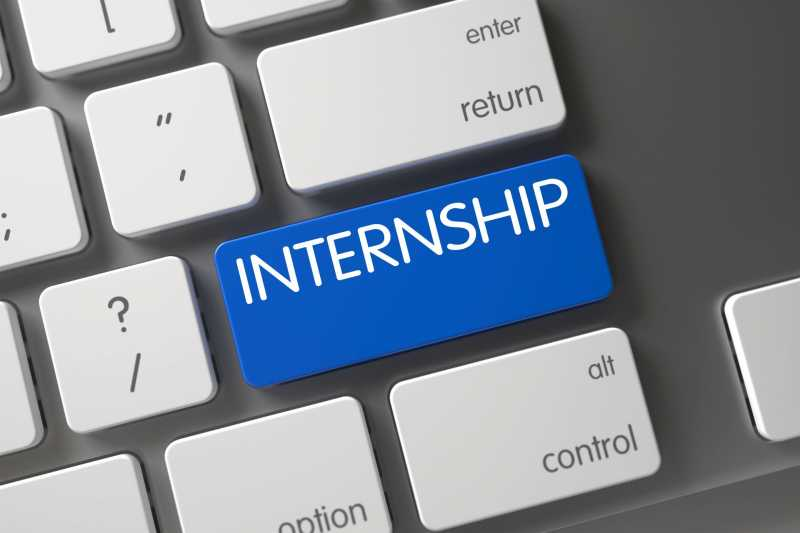 [
enter
return
"
,
;
INTERNSHIP
?
/
alt
control
option